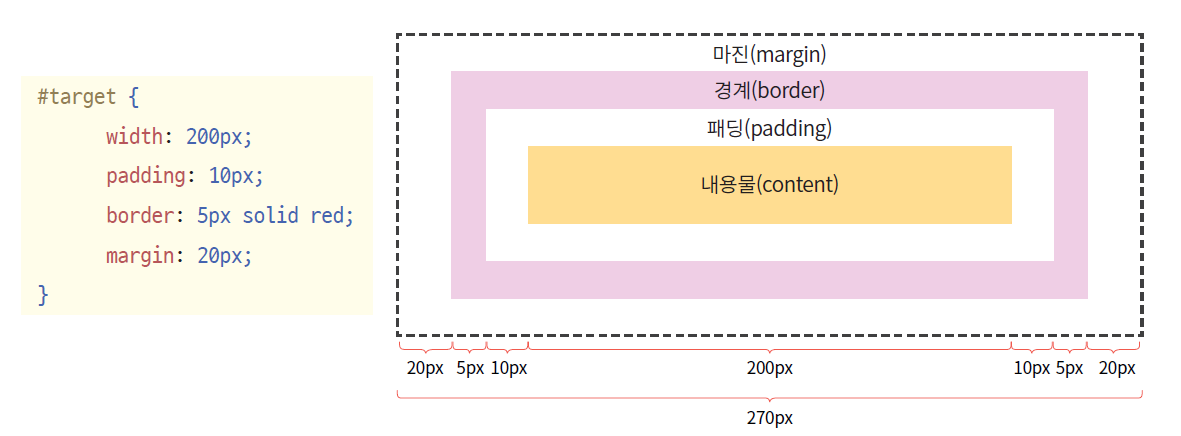 #target {
width: 200px;
padding: 10px;
border: 5px solid red;
margin: 20px;
}
마진(margin)
경계(border)
패딩(padding)
내용물(content)
20px 5px 10px 200px 10px 5px 20px
270px